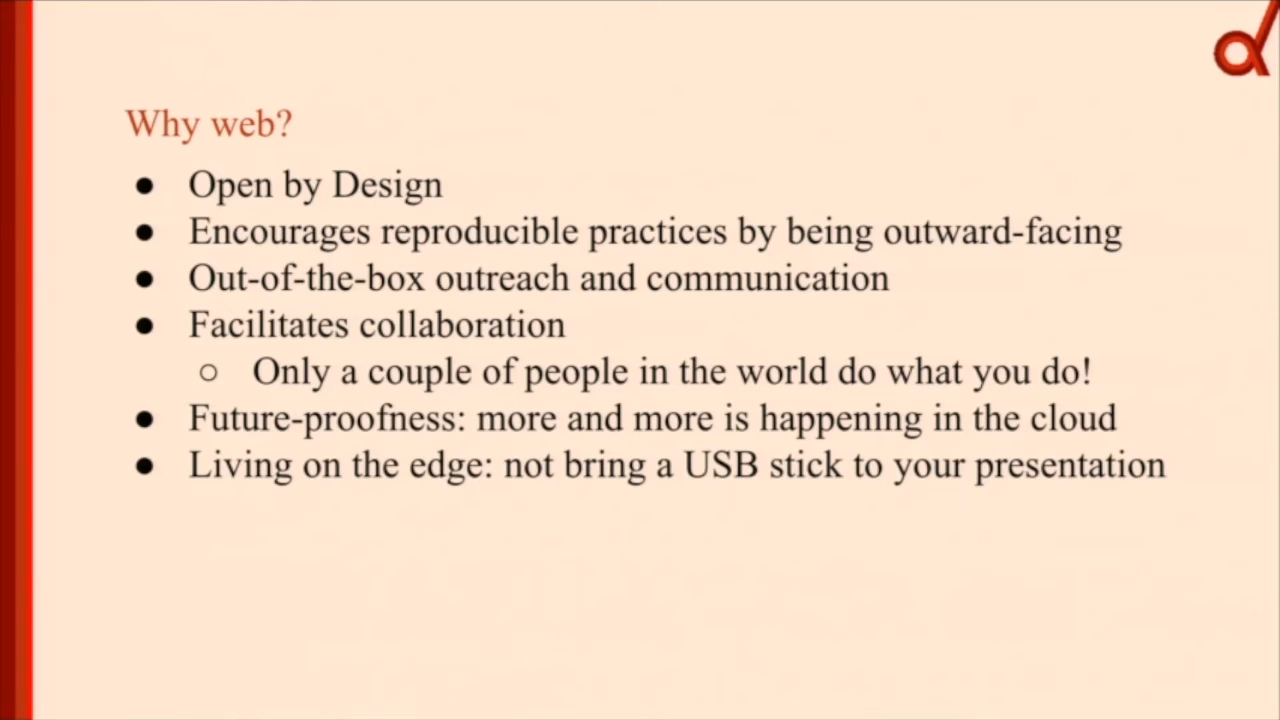 Why web?
● Open by Design
● Encourages reproducible practices by being outward-facing
● Out-of-the-box outreach and communication
● Facilitates collaboration
○ Only a couple of people in the world do what you do!
● Future-proofness: more and more is happening in the cloud
● Living on the edge: not bring a USB stick to your presentation